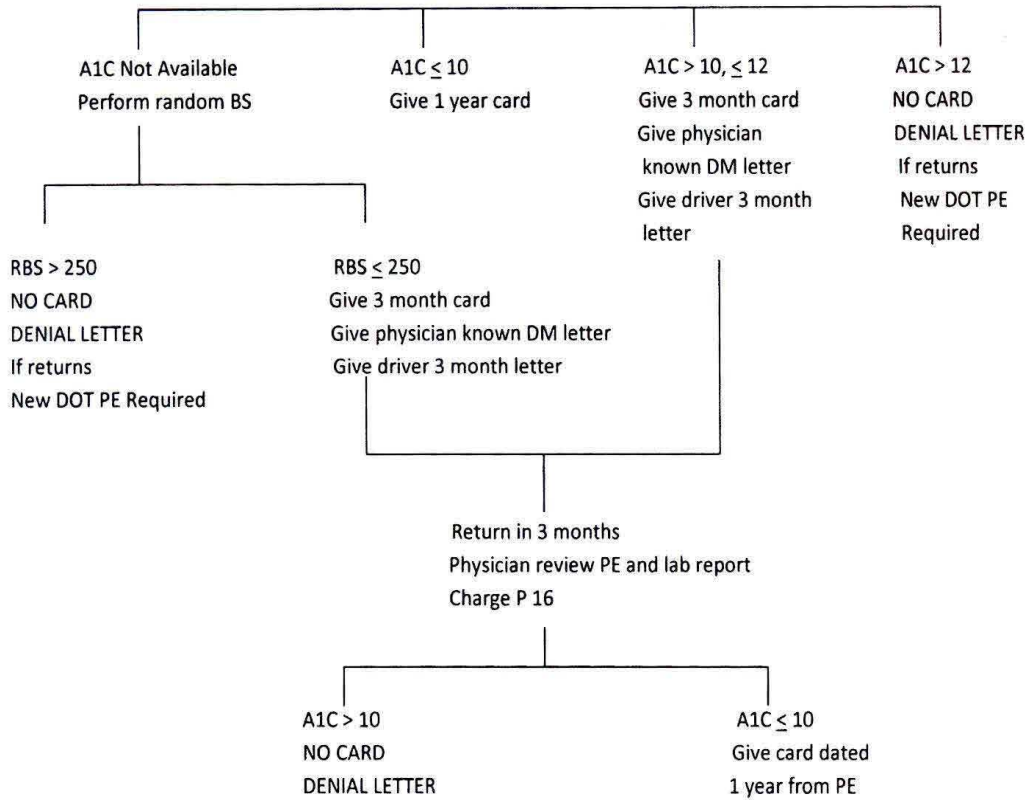 A1C Not Available
Perform random BS
A1C ≤ 10
Give 1 year card
A1C > 10, ≤ 12
Give 3 month card
Give physician
known DM letter
Give driver 3 month
letter
A1C > 12
NO CARD
DENIAL LETTER
If returns
New DOT PE
Required
RBS > 250
NO CARD
DENIAL LETTER
If returns
New DOT PE Required
RBS ≤ 250
Give 3 month card
Give physician known DM letter
Give driver 3 month letter
Return in 3 months
Physician review PE and lab report
Charge P 16
A1C > 10
NO CARD
DENIAL LETTER
A1C ≤ 10
Give card dated
1 year from PE